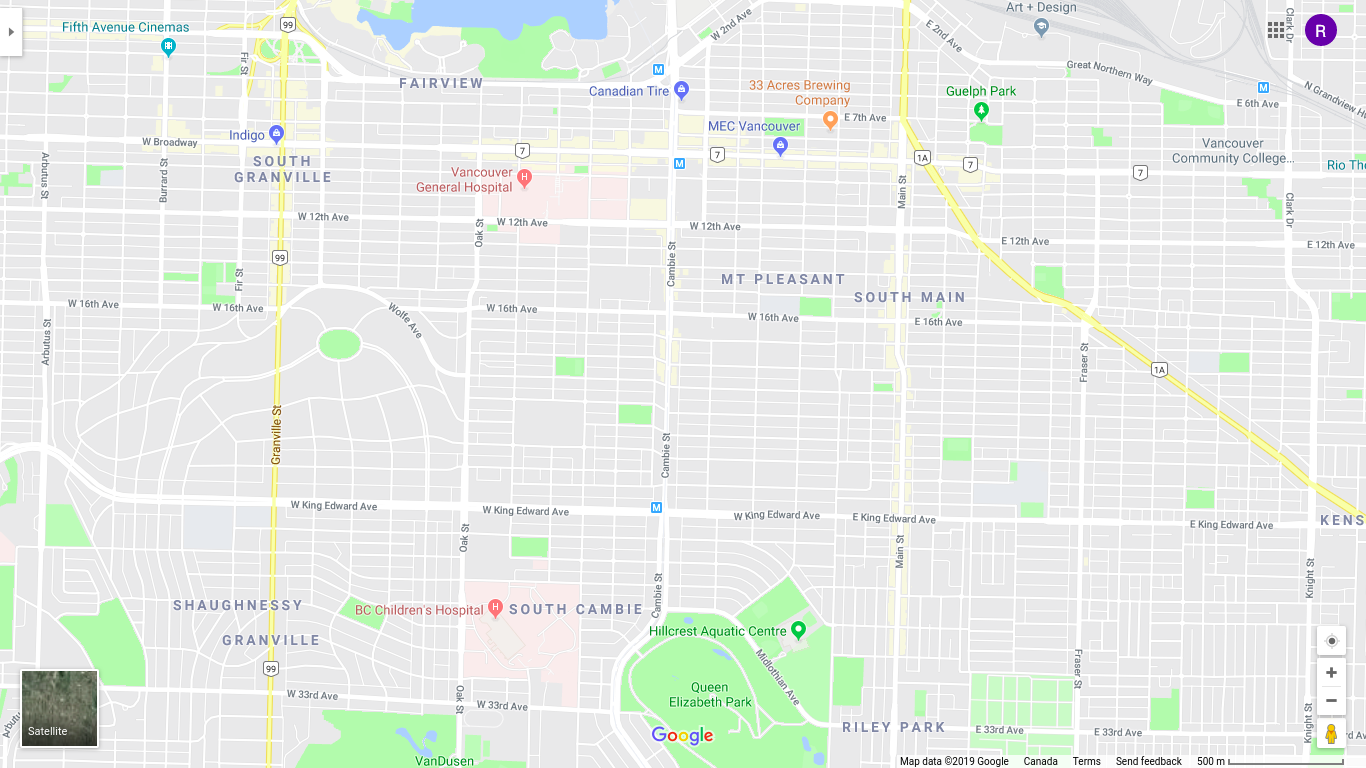 Art + Design
Fifth Avenue Cinemas
99
W 2nd Ave
E 2nd Ave
Clark Dr
R
Fir St
M
FAIRVIEW
Canadian Tire
33 Acres Brewing
Company
Great Northern Way
M
N Grandview H
Guelph Park
E 6th Ave
E 7th Ave
MEC Vancouver
Indigo
W Broadway
7
7
1A
7
7
M
SOUTH
GRANVILLE
Vancouver
General Hospital
H
Vancouver
Community College...
Rio The
Arbutus St
Burrard St
Main St
Clark Dr
W 12th Ave
W 12th Ave
W 12th Ave
E 12th Ave
E 12th Ave
Oak St
Cambie St
99
Fir St
MT PLEASANT
SOUTH MAIN
W 16th Ave
W 16th Ave
Wolfe Ave
W 16th Ave
W 16th Ave
E 16th Ave
Arbutus St
Fraser St
1A
Granville St
Cambie St
W King Edward Ave
W King Edward Ave
M
W King Edward Ave
E King Edward Ave
E King Edward Ave
KENS
Oak St
Main St
Knight St
Cambie St
SHAUGHNESSY
GRANVILLE
BC Children's Hospital
H
SOUTH CAMBIE
Hillcrest Aquatic Centre
Midlothian Ave
Fraser St
99
W 33rd Ave
Oak St
W 33rd Ave
Queen
Elizabeth Park
RILEY PARK
E 33rd Ave
E 33rd Ave
Knight St
Arbutu
Satellite
Google
VanDusen
Map data ©2019 Google
Canada
Terms
Send feedback
500 m